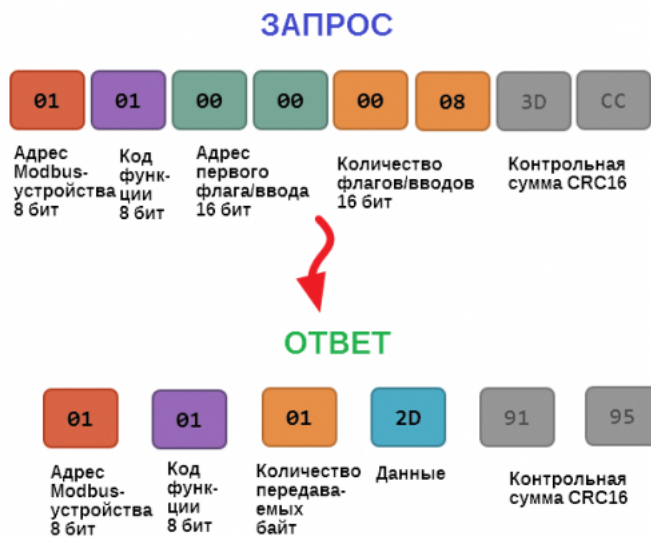 ЗАПРОС
01 01 00 00 00 08 3D CC
Адрес
Modbus-
устройства
8 бит
Код
функ-
ции
8 бит
Адрес
первого
флага/ввода
16 бит
Количество
флагов/вводов
16 бит
Контрольная
сумма CRC16
ОТВЕТ
01 01 01 2D 91 95
Адрес
Modbus-
устройства
8 бит
Код
функ-
ции
8 бит
Количество
передава-
емых
байт
Данные
Контрольная
сумма CRC16